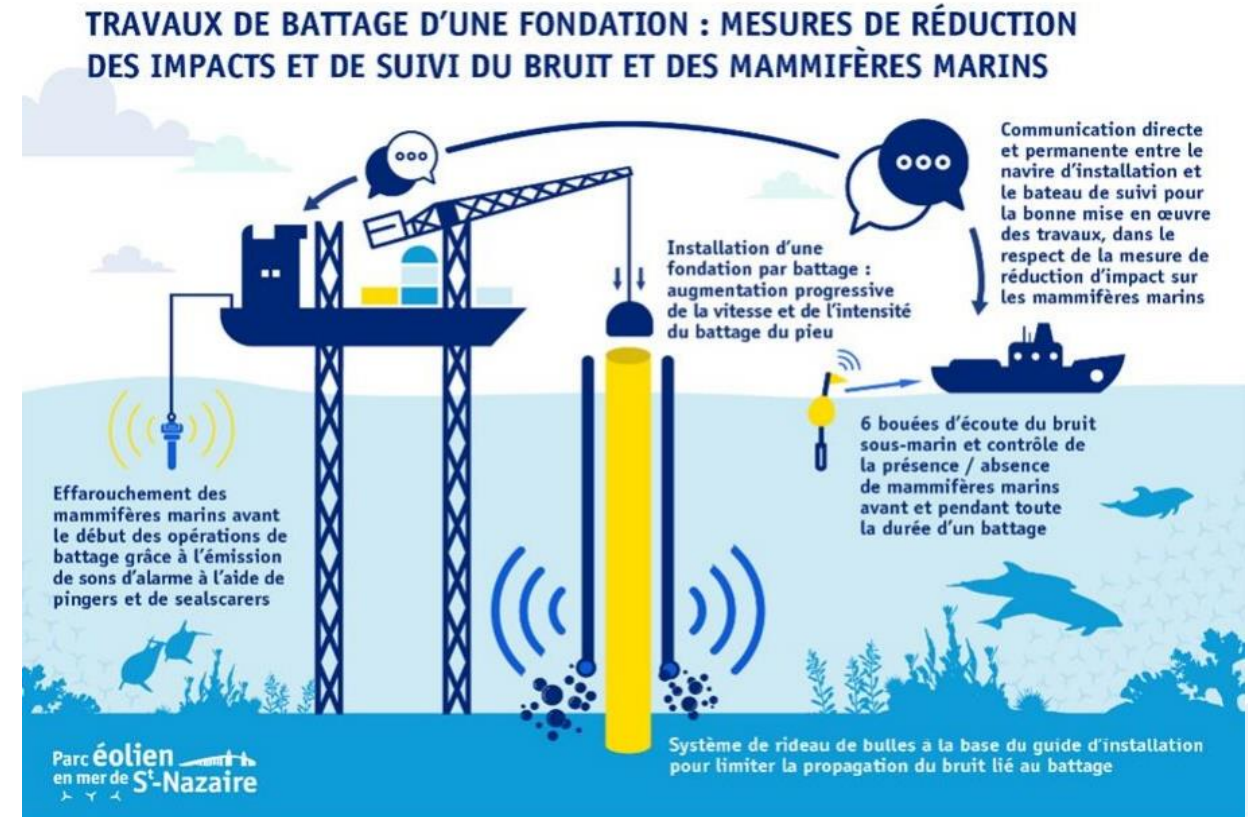 TRAVAUX DE BATTAGE D'UNE FONDATION : MESURES DE RÉDUCTION
DES IMPACTS ET DE SUIVI DU BRUIT ET DES MAMMIFÈRES MARINS
Communication directe
et permanente entre le
navire d'installation et
le bateau de suivi pour
la bonne mise en œuvre
des travaux, dans le
respect de la mesure de
réduction d'impact sur
les mammifères marins
Installation d'une
fondation par battage :
augmentation progressive
de la vitesse et de l'intensité
du battage du pieu
6 bouées d'écoute du bruit
sous-marin et contrôle de
la présence / absence
de mammifères marins
avant et pendant toute
la durée d'un battage
Effarouchement des
mammifères marins avant
le début des opérations de
battage grâce à l'émission
de sons d'alarme à l'aide de
pingers et de sealscarers
Système de rideau de bulles à la base du guide d'installation
pour limiter la propagation du bruit lié au battage
Parc éolien
en mer de St-Nazaire